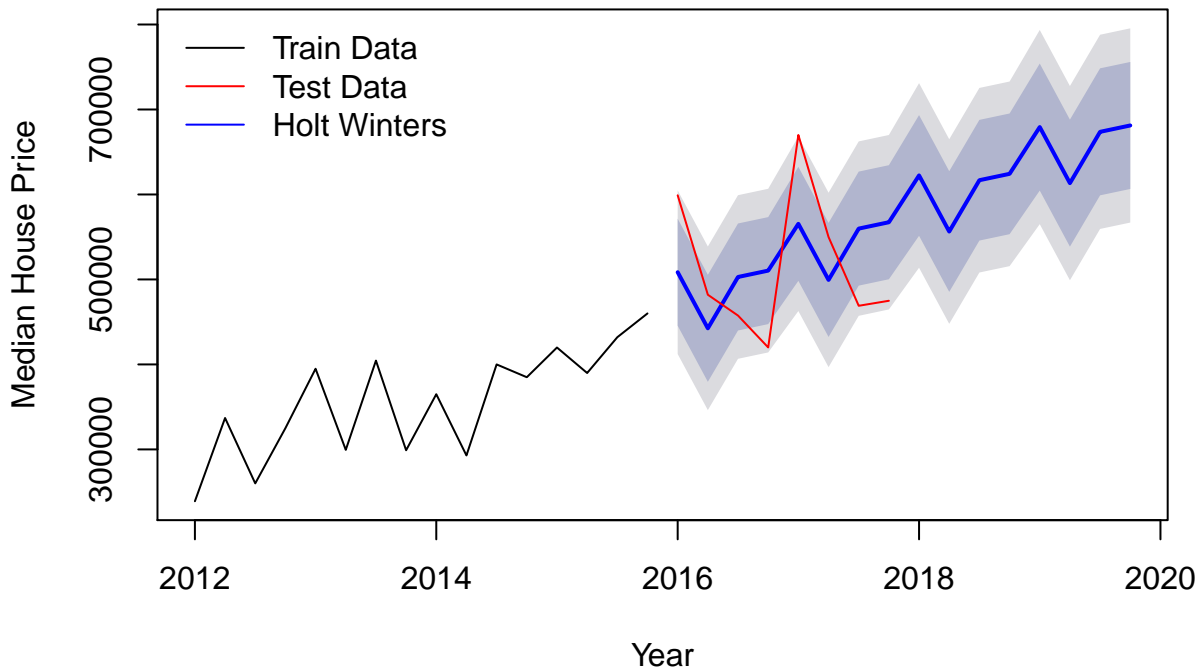 Train Data
Test Data
Holt Winters
Median House Price
700000
500000
300000
2012 2014 2016 2018 2020
Year